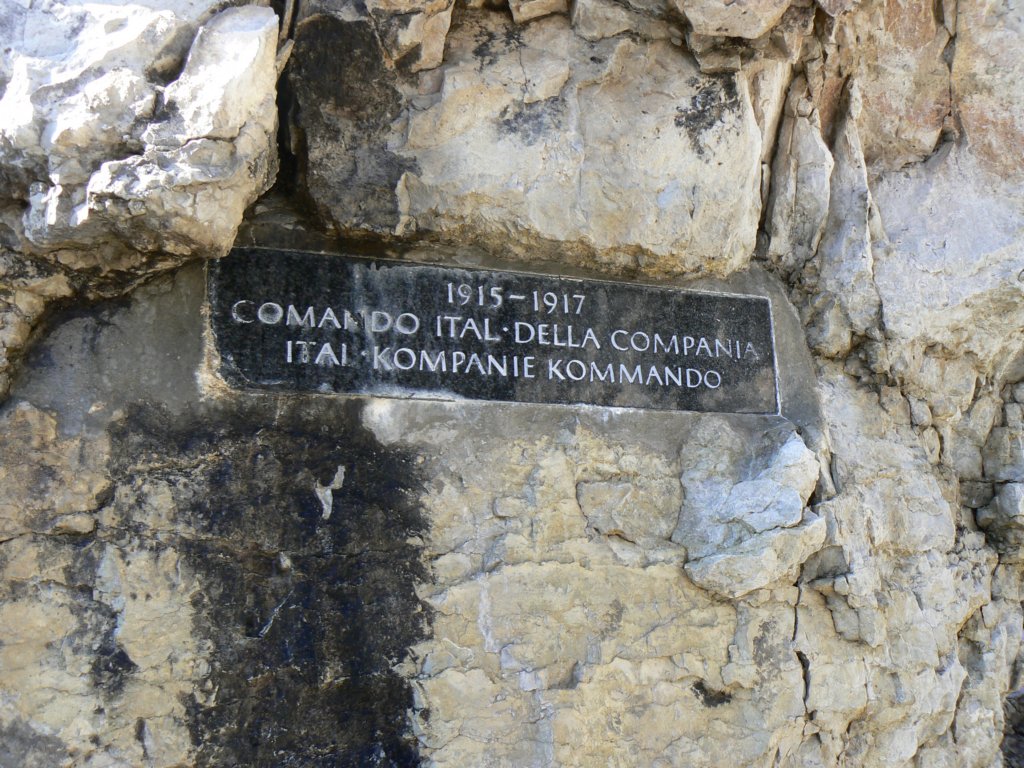 1915-1917
COMANDO ITAL·DELLA COMPANIA
ITAL·KOMPANIE KOMMANDO